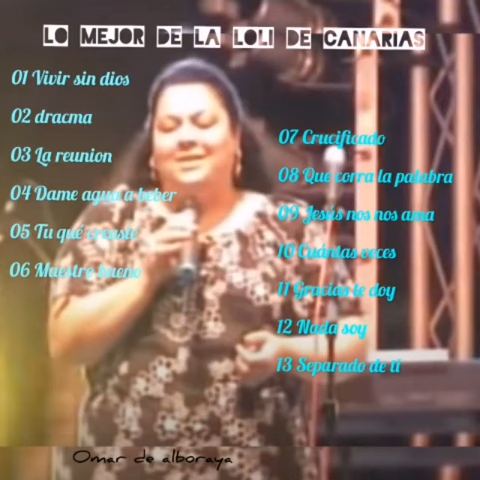 LO MEJOR DE LA LOLI DE CANARIAS
01 Vivir sin dios
02 dracma
03 La reunion
04 Dame agua a beber
05 Tu que creaste
06 Maestro bueno
07 Crucificado
08 Que corra la palabra
09 Jesús nos nos ama
10 Cuántas veces
11 Gracias te doy
12 Nada soy
13 Separado de ti
Omar de alboraya